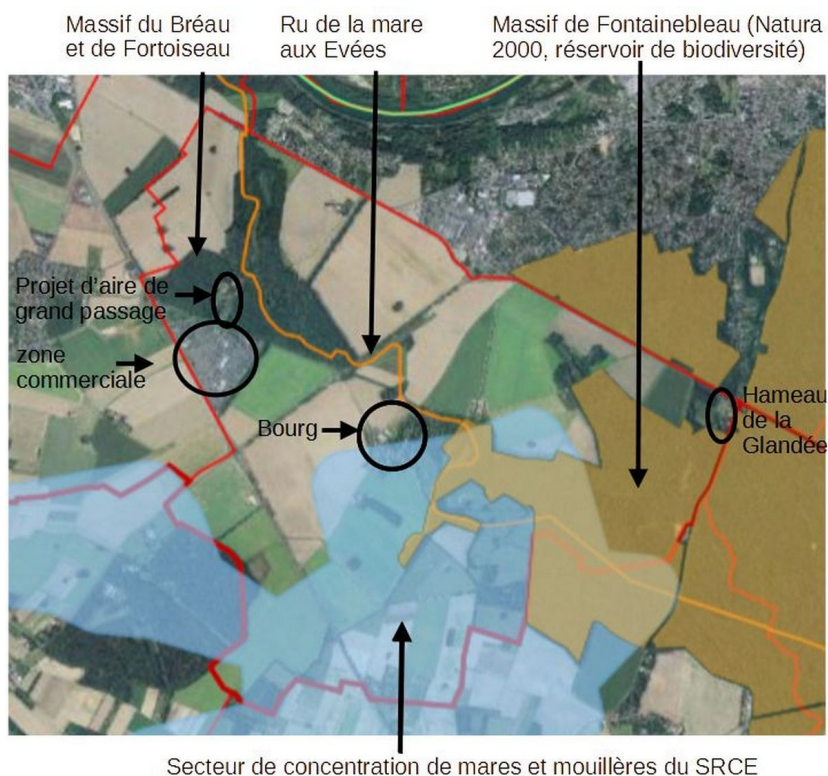 Massif du Bréau
et de Fortoiseau
Ru de la mare
aux Evées
Massif de Fontainebleau (Natura
2000, réservoir de biodiversité)
Projet d'aire de
grand passage
zone
commerciale
Bourg
Hameau
de la
Glandée
Secteur de concentration de mares et mouillères du SRCE